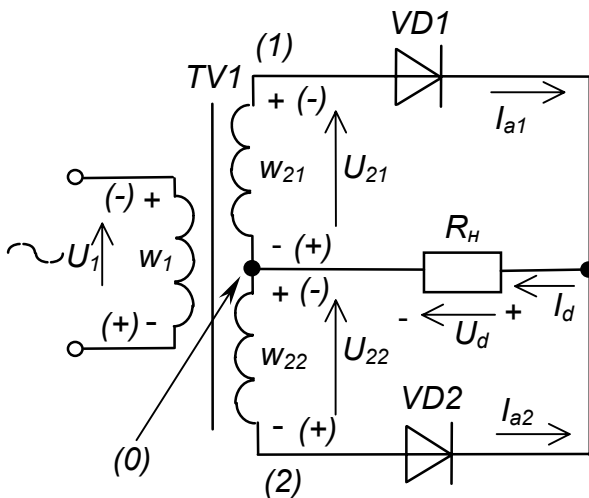 VD1
(1)
TV1
+ (-)
I_a1
w_21
U_21
(-) +
R_н
U_1
w_1
- (+)
+ (-)
I_d
- U_d +
(+) -
w_22
U_22
VD2
I_a2
- (+)
(0)
(2)